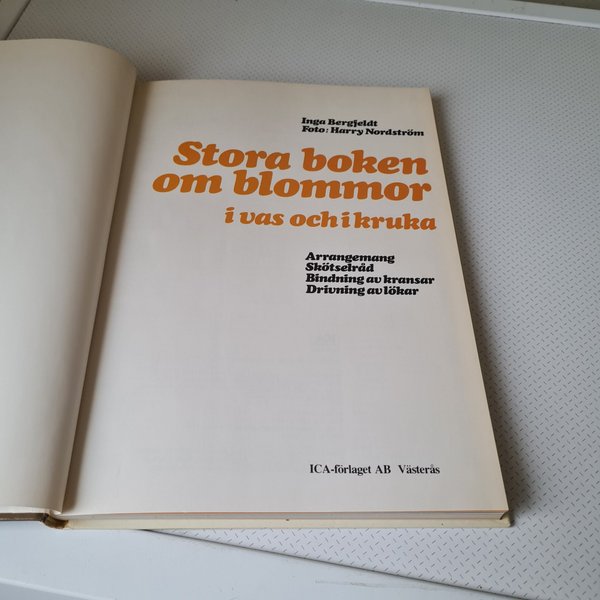 Inga Bergfeldt
Foto: Harry Nordström
Stora boken
om blommor
i vas och i kruka
Arrangemang
Skötselråd
Bindning av kransar
Drivning av lökar
ICA-förlaget AB Västerås